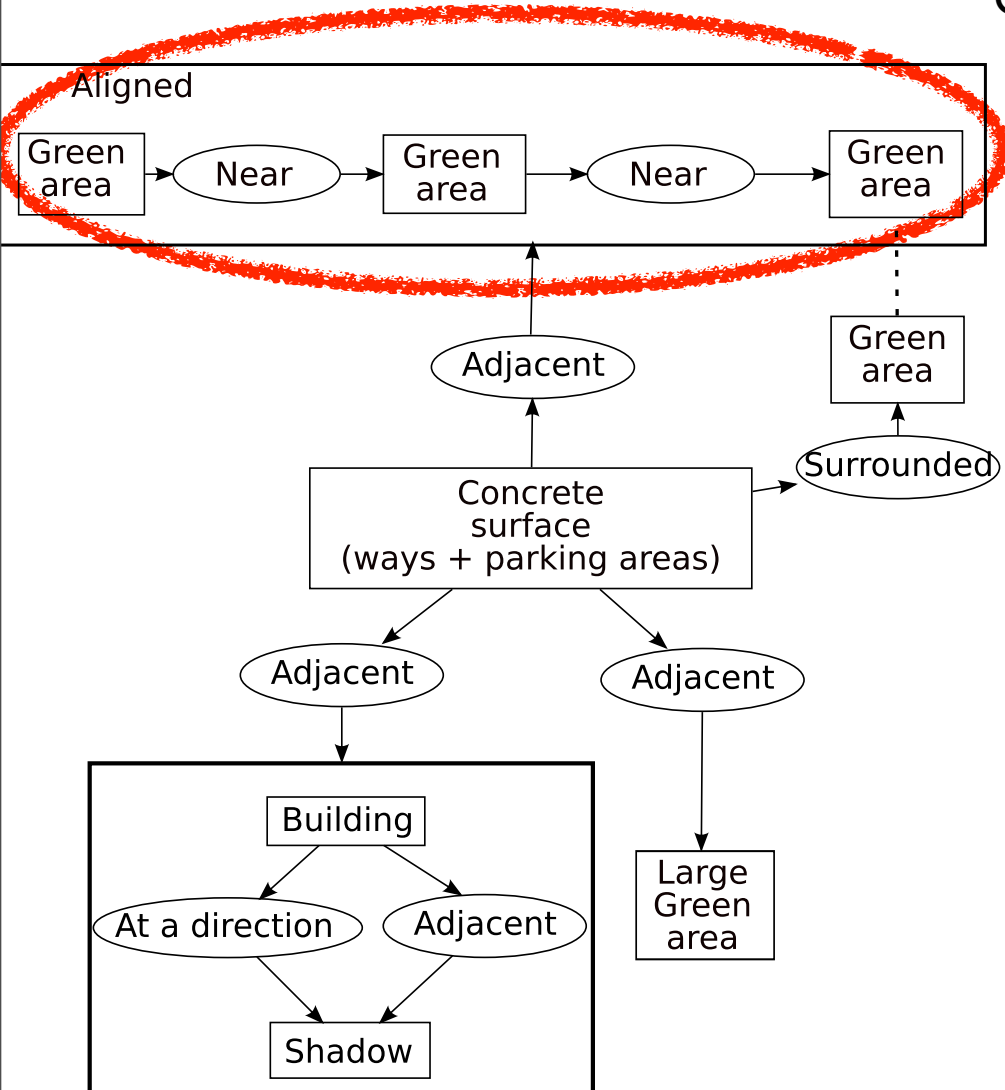 Aligned
Green
area
Near
Green
area
Near
Green
area
Adjacent
Green
area
Surrounded
Concrete
surface
(ways + parking areas)
Adjacent
Adjacent
Building
At a direction
Adjacent
Shadow
Large
Green
area